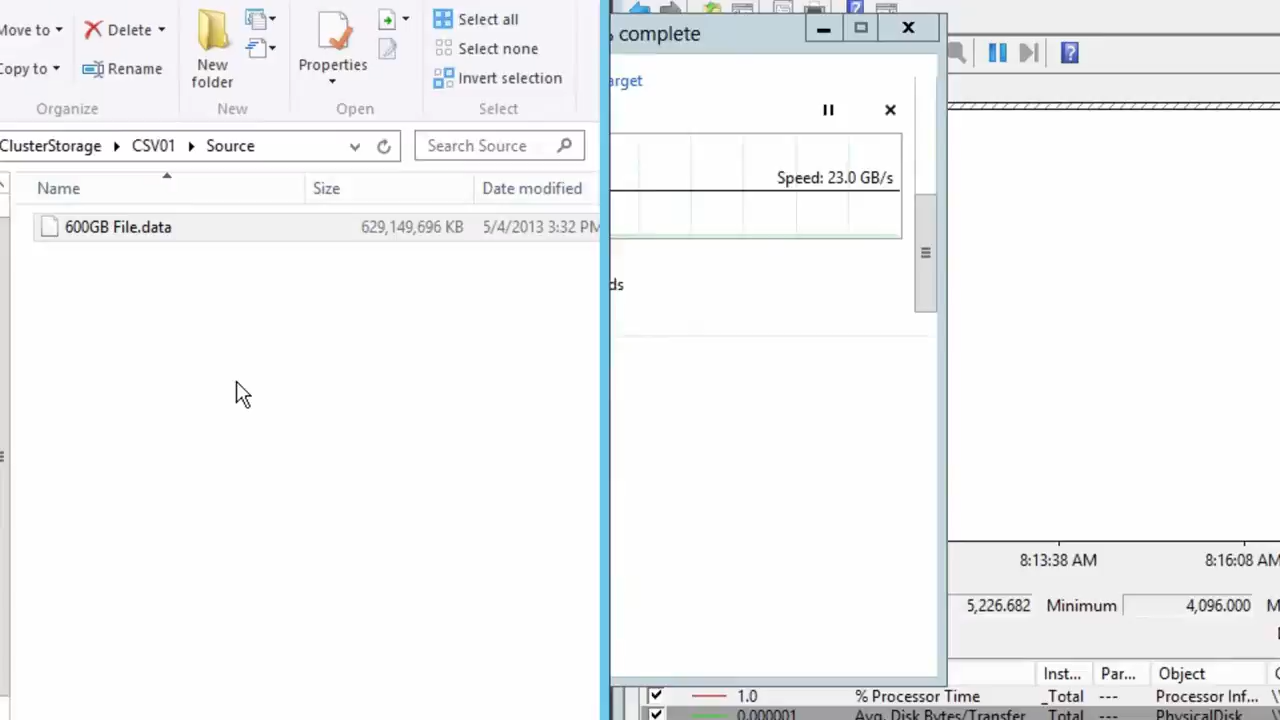 Move to
Delete
Copy to
Rename
Organize
New
folder
New
Properties
Open
Select all
Select none
Invert selection
Select
ClusterStorage
CSV01
Source
Search Source
Name
Size
Date modified
600GB File.data
629,149,696 KB
5/4/2013 3:32 PM
complete
arget
Speed: 23.0 GB/s
ds
8:13:38 AM
8:16:08 AM
5,226.682
Minimum
4,096.000
M
Inst...
Par...
Object
1.0
% Processor Time
_Total
---
Processor Inf...
0.000001
Avg. Disk Bytes/Transfer
_Total
---
PhysicalDisk